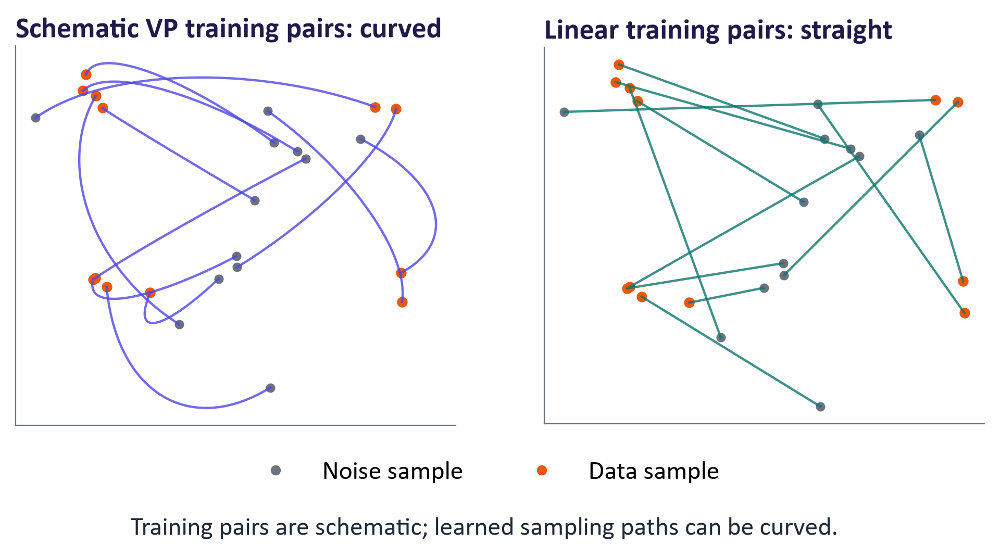 Schematic VP training pairs: curved
Linear training pairs: straight
Noise sample
Data sample
Training pairs are schematic; learned sampling paths can be curved.